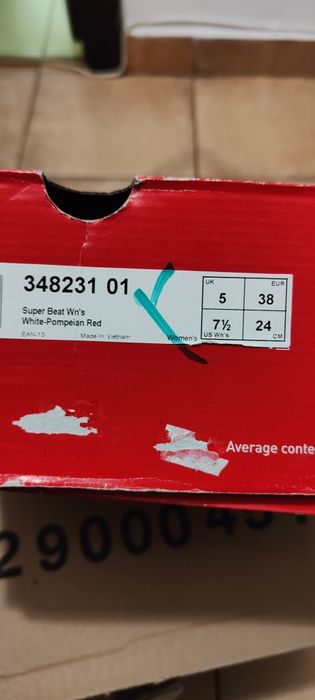 348231 01
Super Beat Wn's
White-Pompeian Red
EAN-13 Made in Vietnam Women's
UK EUR
5 38
7½ 24
US Wn's CM
Average conte